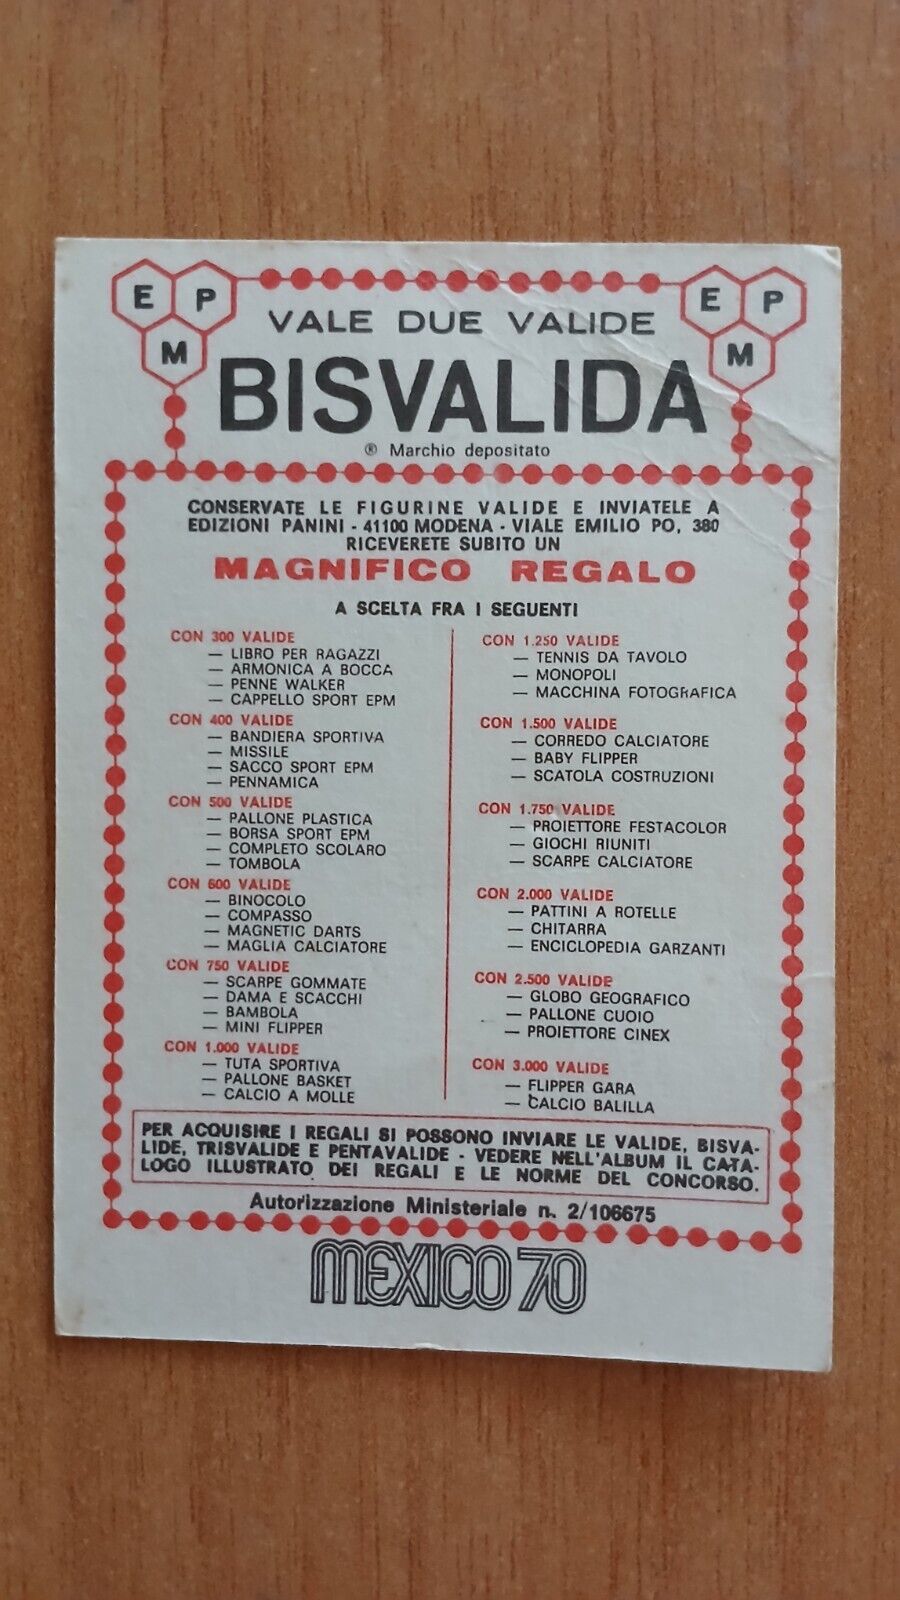 E P
M
E P
M
VALE DUE VALIDE
BISVALIDA
® Marchio depositato
CONSERVATE LE FIGURINE VALIDE E INVIATELE A
EDIZIONI PANINI - 41100 MODENA - VIALE EMILIO PO, 380
RICEVERETE SUBITO UN
MAGNIFICO REGALO
A SCELTA FRA I SEGUENTI
CON 300 VALIDE
— LIBRO PER RAGAZZI
— ARMONICA A BOCCA
— PENNE WALKER
— CAPPELLO SPORT EPM
CON 400 VALIDE
— BANDIERA SPORTIVA
— MISSILE
— SACCO SPORT EPM
— PENNAMICA
CON 500 VALIDE
— PALLONE PLASTICA
— BORSA SPORT EPM
— COMPLETO SCOLARO
— TOMBOLA
CON 600 VALIDE
— BINOCOLO
— COMPASSO
— MAGNETIC DARTS
— MAGLIA CALCIATORE
CON 750 VALIDE
— SCARPE GOMMATE
— DAMA E SCACCHI
— BAMBOLA
— MINI FLIPPER
CON 1.000 VALIDE
— TUTA SPORTIVA
— PALLONE BASKET
— CALCIO A MOLLE
CON 1.250 VALIDE
— TENNIS DA TAVOLO
— MONOPOLI
— MACCHINA FOTOGRAFICA
CON 1.500 VALIDE
— CORREDO CALCIATORE
— BABY FLIPPER
— SCATOLA COSTRUZIONI
CON 1.750 VALIDE
— PROIETTORE FESTACOLOR
— GIOCHI RIUNITI
— SCARPE CALCIATORE
CON 2.000 VALIDE
— PATTINI A ROTELLE
— CHITARRA
— ENCICLOPEDIA GARZANTI
CON 2.500 VALIDE
— GLOBO GEOGRAFICO
— PALLONE CUOIO
— PROIETTORE CINEX
CON 3.000 VALIDE
— FLIPPER GARA
— CALCIO BALILLA
PER ACQUISIRE I REGALI SI POSSONO INVIARE LE VALIDE, BISVA-
LIDE, TRISVALIDE E PENTAVALIDE - VEDERE NELL'ALBUM IL CATA-
LOGO ILLUSTRATO DEI REGALI E LE NORME DEL CONCORSO.
Autorizzazione Ministeriale n. 2/106675
MEXICO 70